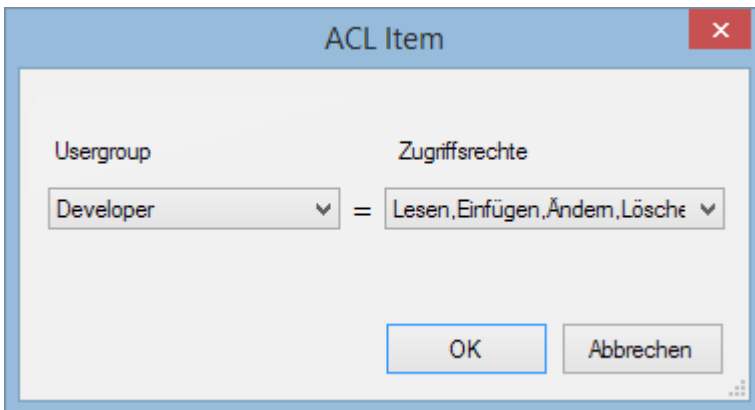 ACL Item
Usergroup Zugriffsrechte
Developer = Lesen,Einfügen,Ändern,Lösche
OK Abbrechen